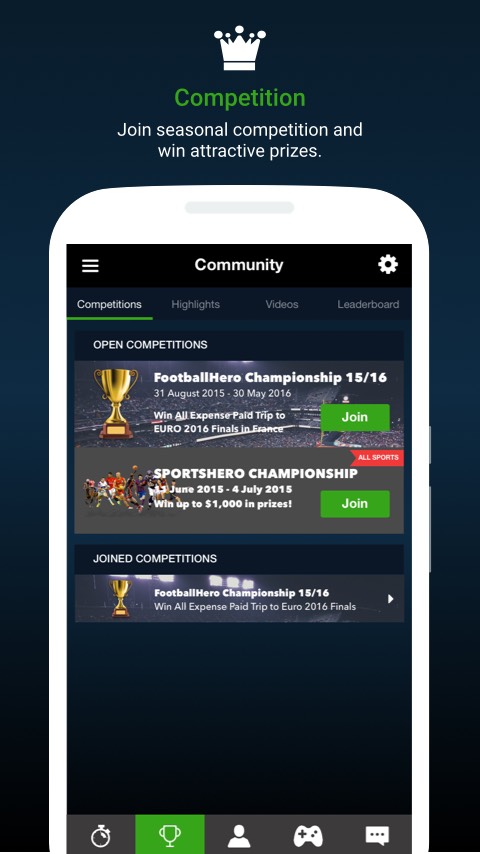 Competition
Join seasonal competition and
win attractive prizes.
Community
Competitions Highlights Videos Leaderboard
OPEN COMPETITIONS
FootballHero Championship 15/16
31 August 2015 - 30 May 2016
Win All Expense Paid Trip to
EURO 2016 Finals in France
Join
ALL SPORTS
SPORTSHERO CHAMPIONSHIP
June 2015 - 4 July 2015
Win up to $1,000 in prizes!
Join
JOINED COMPETITIONS
FootballHero Championship 15/16
Win All Expense Paid Trip to Euro 2016 Finals